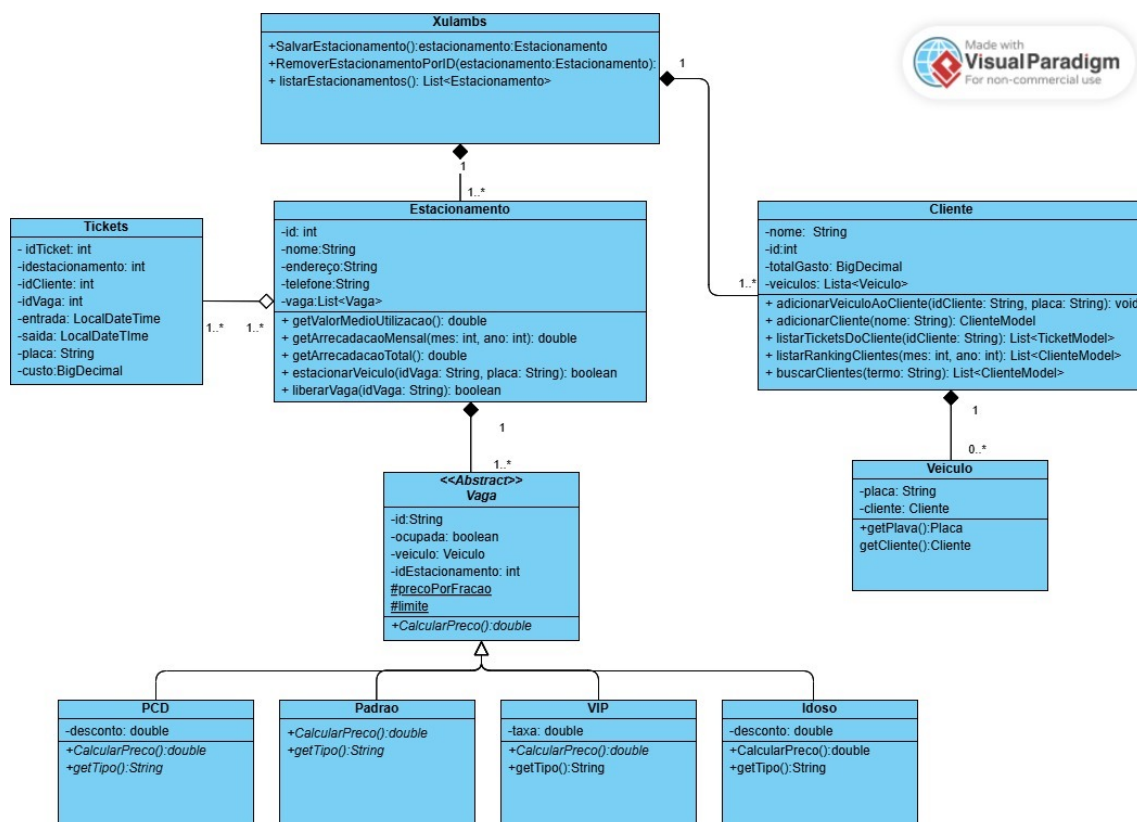 Xulambs
+SalvarEstacionamento():estacionamento:Estacionamento
+RemoverEstacionamentoPorID(estacionamento:Estacionamento):
+ listarEstacionamentos(): List<Estacionamento>
Made with
Visual Paradigm
For non-commercial use
1
1
1..*
1..*
Tickets
- idTicket: int
-idestacionamento: int
-idCliente: int
-idVaga: int
-entrada: LocalDateTime
-saida: LocalDateTIme
-placa: String
-custo:BigDecimal
1..*
1..*
Estacionamento
-id: int
-nome:String
-endereço:String
-telefone:String
-vaga:List<Vaga>
+ getValorMedioUtilizacao(): double
+ getArrecadacaoMensal(mes: int, ano: int): double
+ getArrecadacaoTotal(): double
+ estacionarVeiculo(idVaga: String, placa: String): boolean
+ liberarVaga(idVaga: String): boolean
Cliente
-nome: String
-id:int
-totalGasto: BigDecimal
-veiculos: Lista<Veiculo>
+ adicionarVeiculoAoCliente(idCliente: String, placa: String): void
+ adicionarCliente(nome: String): ClienteModel
+ listarTicketsDoCliente(idCliente: String): List<TicketModel>
+ listarRankingClientes(mes: int, ano: int): List<ClienteModel>
+ buscarClientes(termo: String): List<ClienteModel>
1
1..*
1
0..*
<<Abstract>>
Vaga
-id:String
-ocupada: boolean
-veiculo: Veiculo
-idEstacionamento: int
#precoPorFracao
#limite
+CalcularPreco():double
Veiculo
-placa: String
-cliente: Cliente
+getPlava():Placa
getCliente():Cliente
PCD
-desconto: double
+CalcularPreco():double
+getTipo():String
Padrao
+CalcularPreco():double
+getTipo():String
VIP
-taxa: double
+CalcularPreco():double
+getTipo():String
Idoso
-desconto: double
+CalcularPreco():double
+getTipo():String